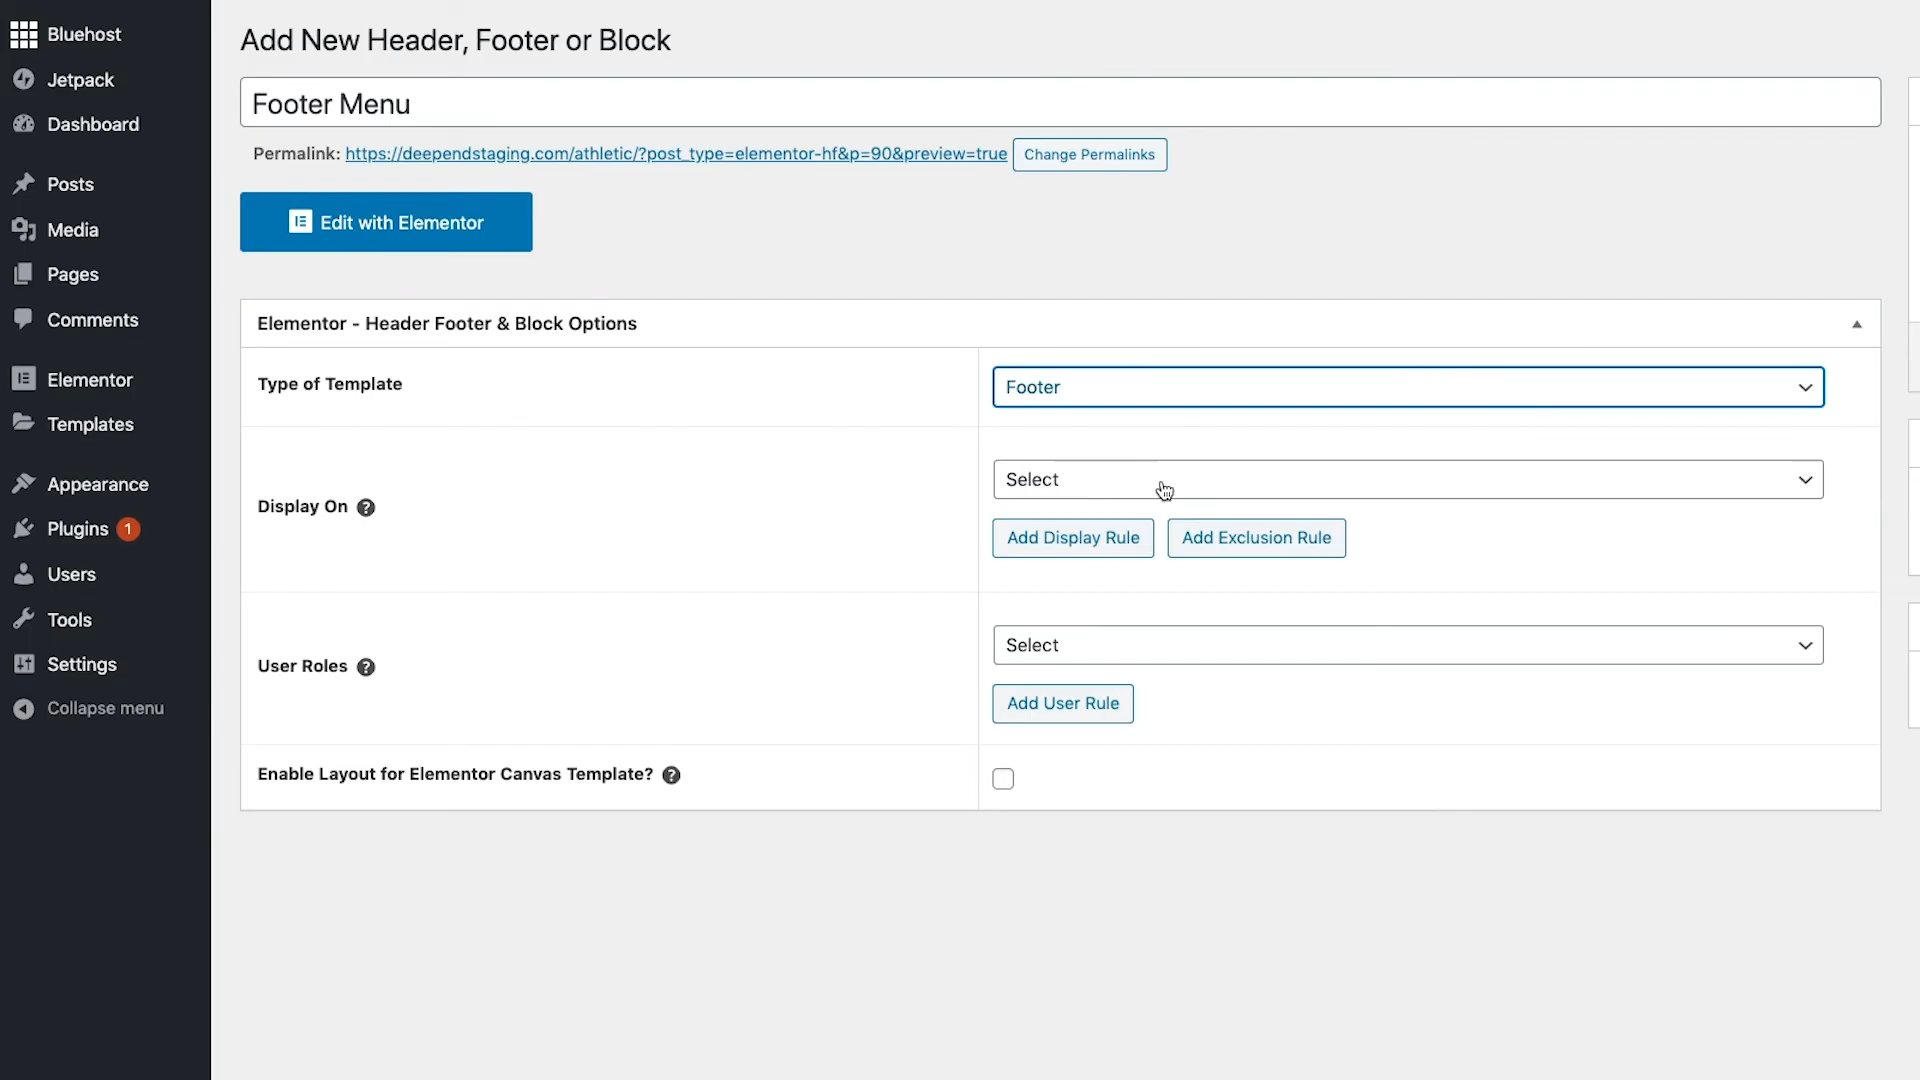 Bluehost
Jetpack
Dashboard
Posts
Media
Pages
Comments
Elementor
Templates
Appearance
Plugins 1
Users
Tools
Settings
Collapse menu
Add New Header, Footer or Block
Footer Menu
Permalink: https://deependstaging.com/athletic/?post_type=elementor-hf&p=90&preview=true Change Permalinks
Edit with Elementor
Elementor - Header Footer & Block Options
Type of Template
Footer
Display On ?
Select
Add Display Rule Add Exclusion Rule
User Roles ?
Select
Add User Rule
Enable Layout for Elementor Canvas Template? ?